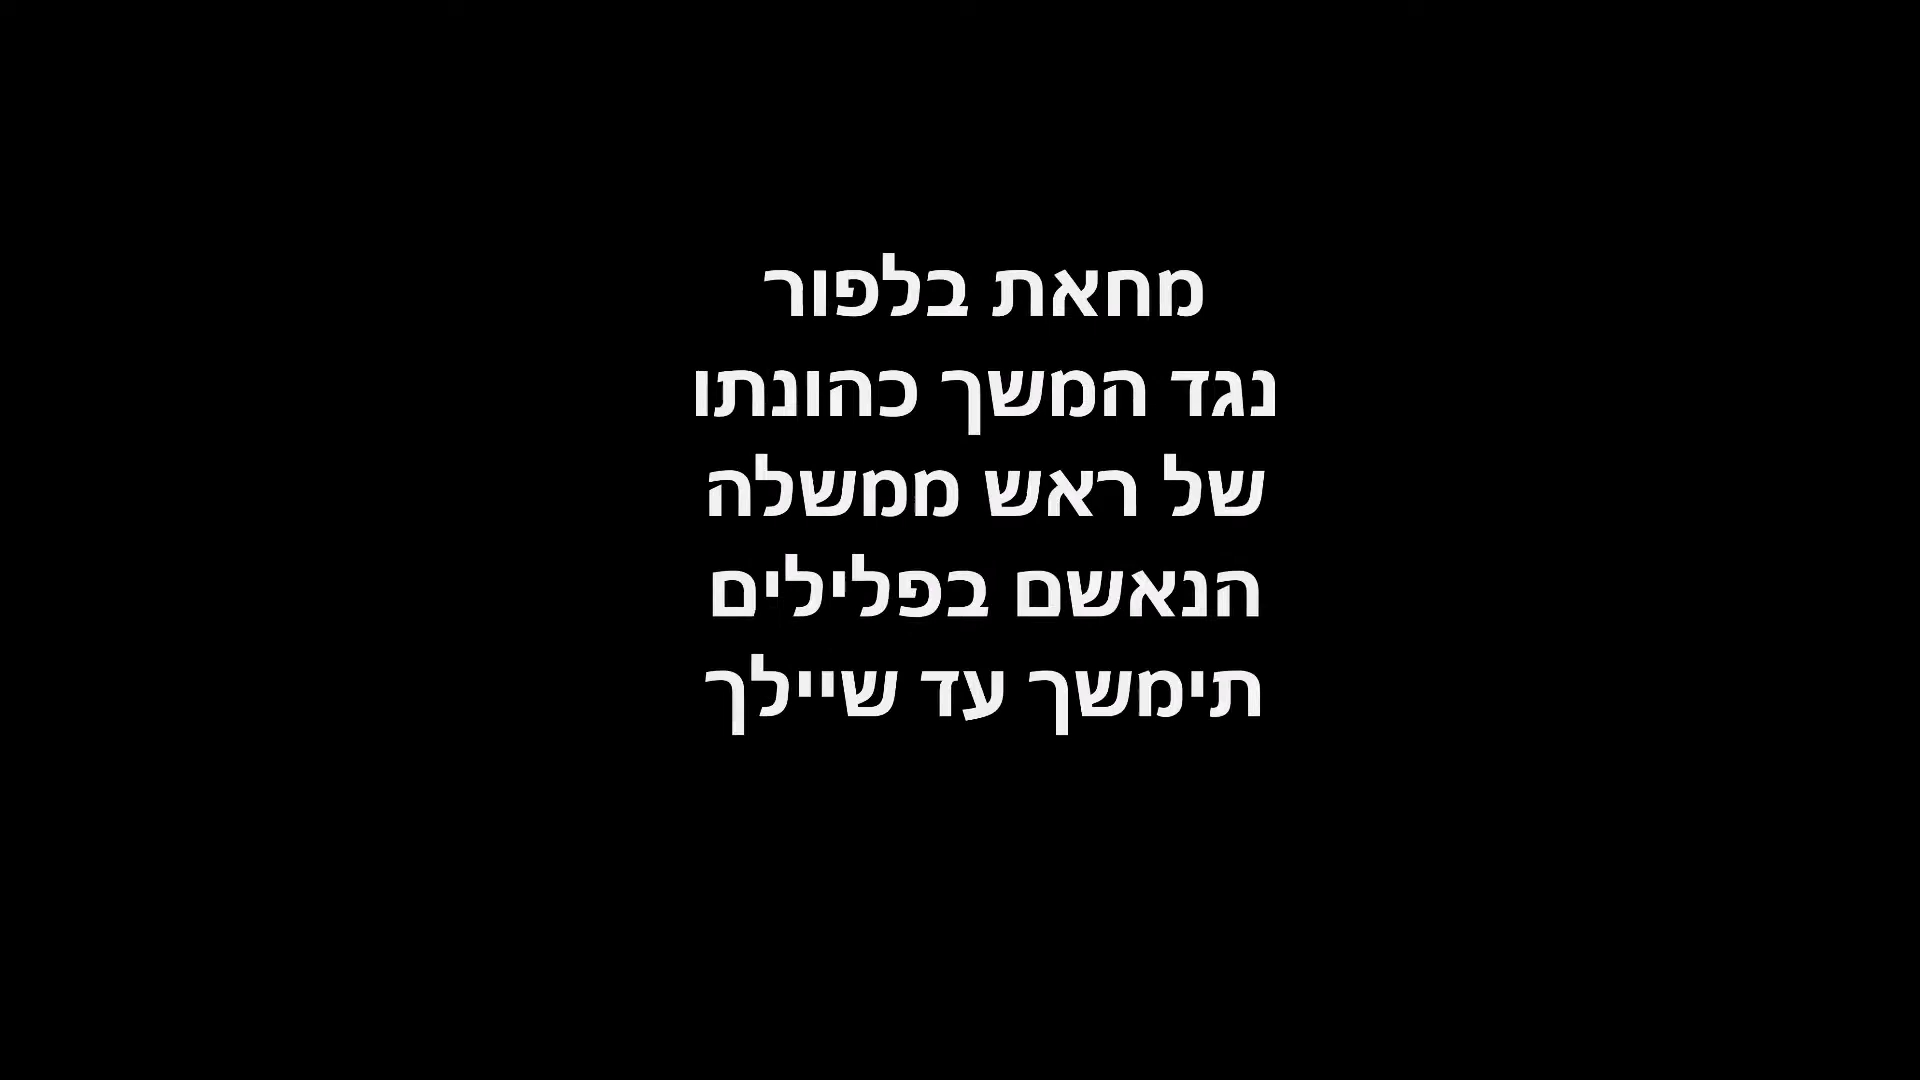 מחאת בלפור
נגד המשך כהונתו
של ראש ממשלה
הנאשם בפלילים
תימשך עד שיילך